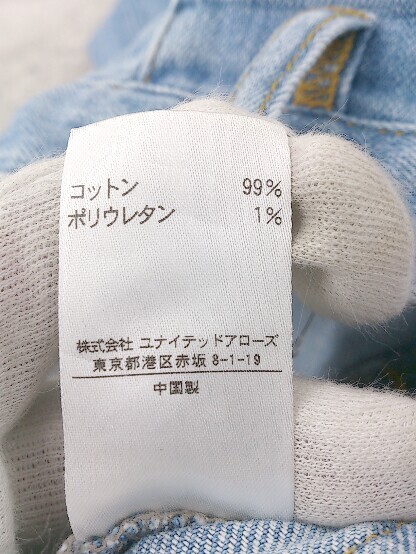 コットン 99%
ポリウレタン 1%
株式会社 ユナイテッドアローズ
東京都港区赤坂 8-1-19
中国製